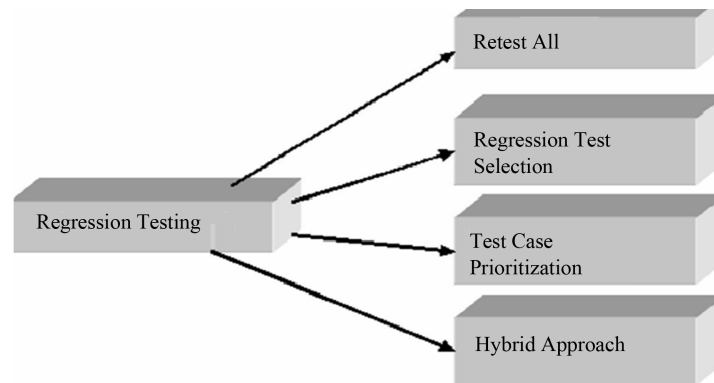 Retest All
Regression Test
Selection
Regression Testing
Test Case
Prioritization
Hybrid Approach